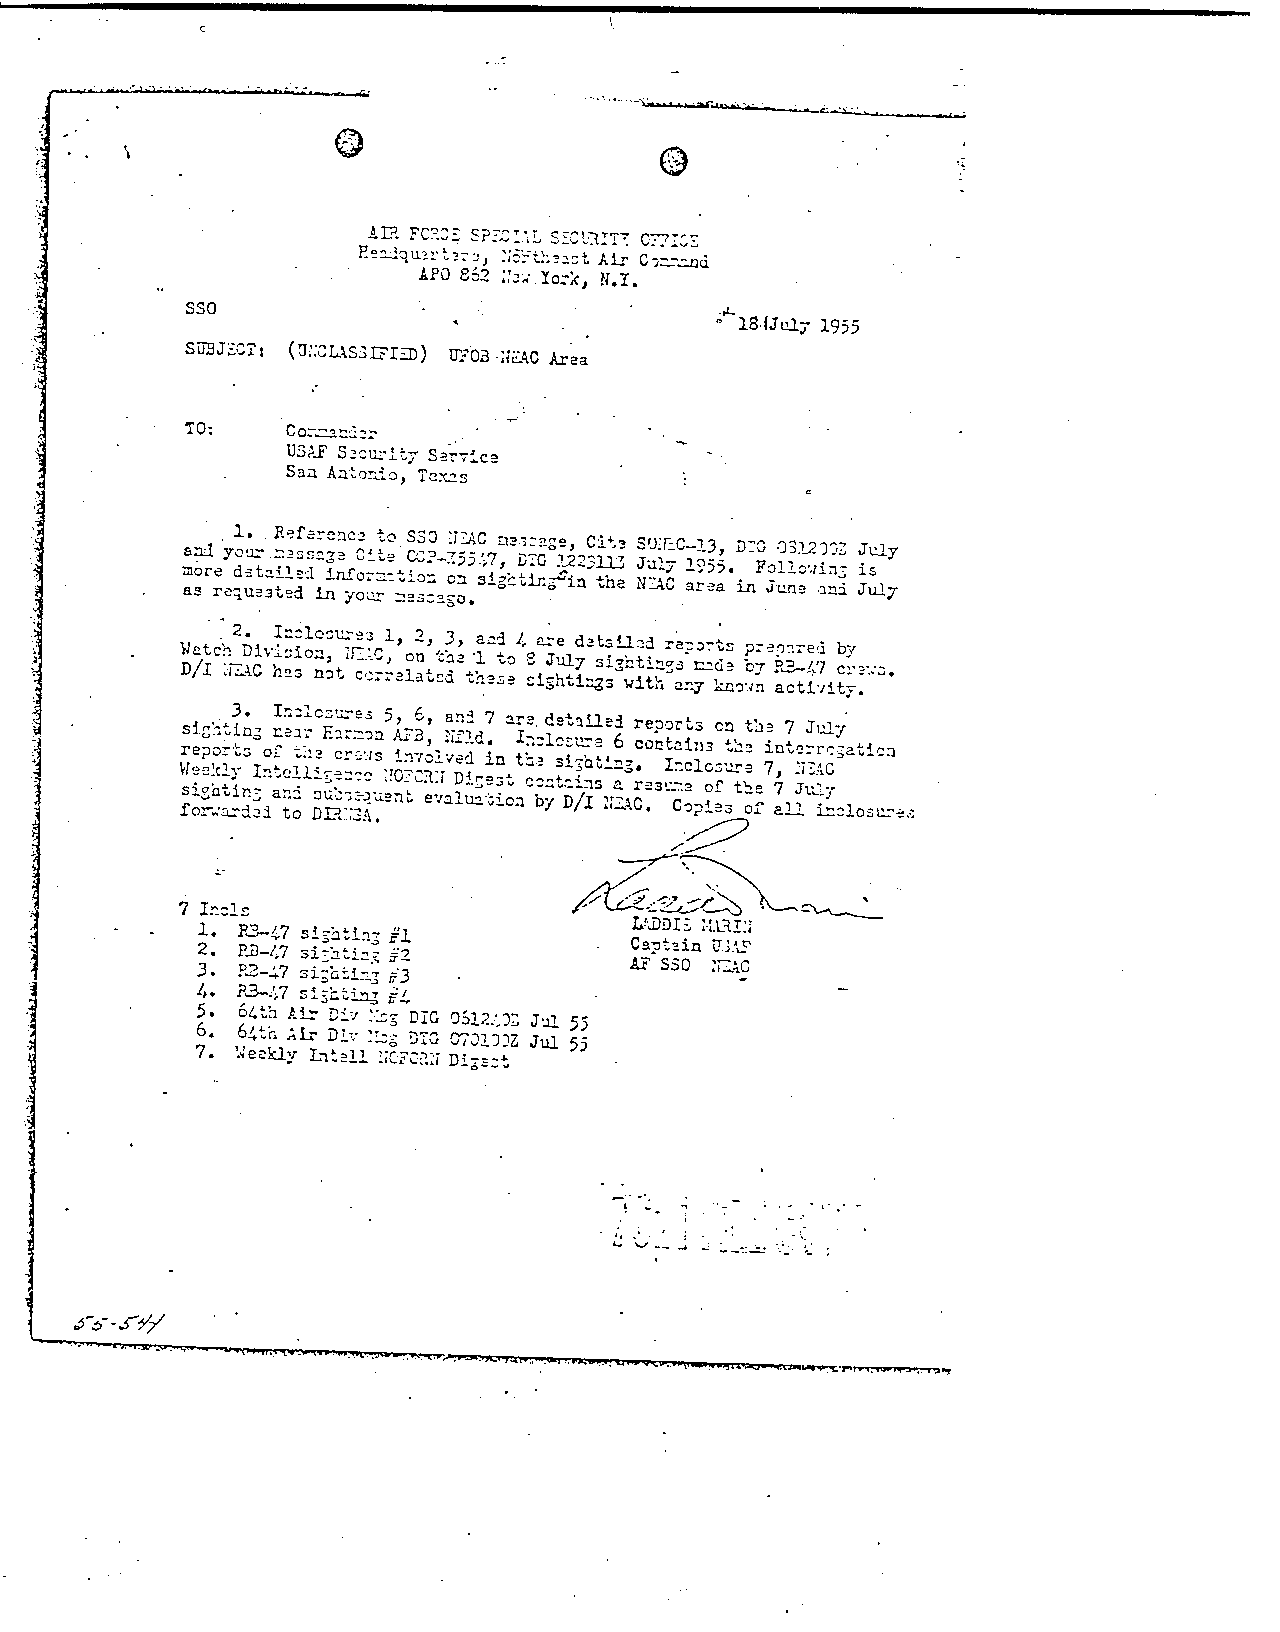 AIR FORCE SPECIAL SECURITY OFFICE
Headquarters, Northeast Air Command
APO 862 New York, N.Y.
SSO
18 July 1955
SUBJECT: (UNCLASSIFIED) UFOB NEAC Area
TO: Commander
USAF Security Service
San Antonio, Texas
1. Reference to SSO NEAC message, Cite DTG 081200Z July
and your message Cite DTG 122311Z July 1955. Following is
more detailed information on sighting in the NEAC area in June and July
as requested in your message.
2. Inclosures 1, 2, 3, and 4 are detailed reports prepared by
Watch Division, NEAC, on the 1 to 8 July sightings made by RB-47 crews.
D/I NEAC has not correlated these sightings with any known activity.
3. Inclosures 5, 6, and 7 are detailed reports on the 7 July
sighting near Harmon AFB, Nfld. Inclosure 6 contains the interrogation
reports of the crews involved in the sighting. Inclosure 7, NEAC
Weekly Intelligence NOFORN Digest contains a resume of the 7 July
sighting and subsequent evaluation by D/I NEAC. Copies of all inclosures
forwarded to DIRNSA.
7 Incls
1. RB-47 sighting #1
2. RB-47 sighting #2
3. RB-47 sighting #3
4. RB-47 sighting #4
5. 64th Air Div Msg DTG Jul 55
6. 64th Air Div Msg DTG 070100Z Jul 55
7. Weekly Intell NOFORN Digest
LADDIE MARIN
Captain USAF
AF SSO NEAC
55-544